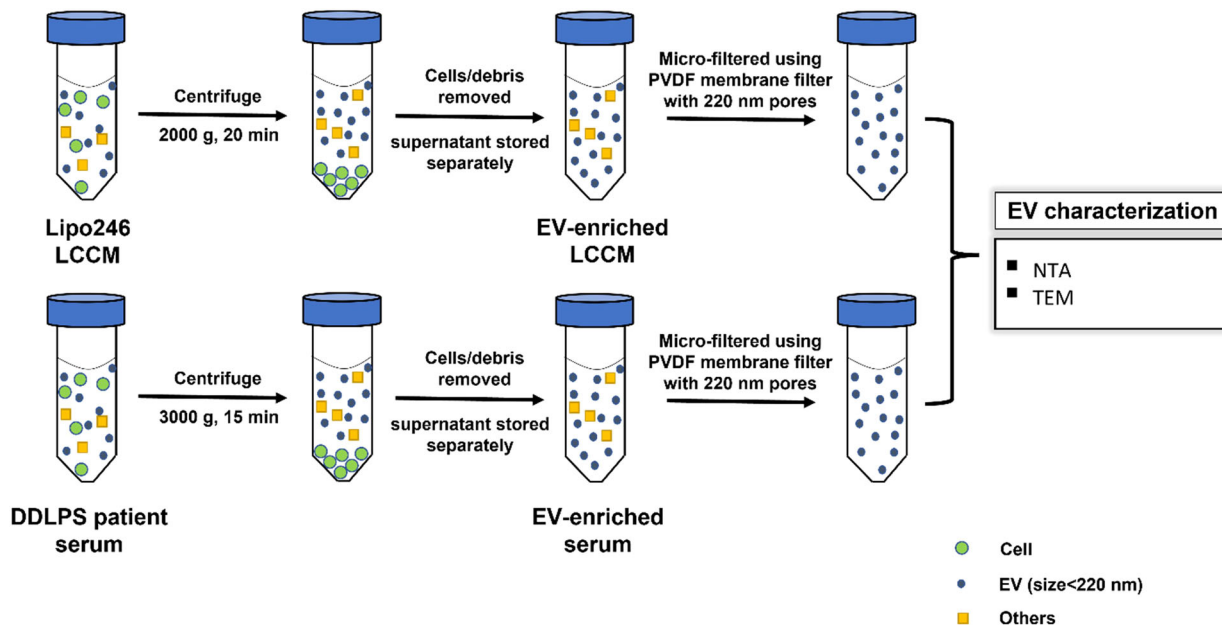 Centrifuge
2000 g, 20 min
Cells/debris
removed
supernatant stored
separately
Micro-filtered using
PVDF membrane filter
with 220 nm pores
Lipo246
LCCM
EV-enriched
LCCM
EV characterization
NTA
TEM
Centrifuge
3000 g, 15 min
Cells/debris
removed
supernatant stored
separately
Micro-filtered using
PVDF membrane filter
with 220 nm pores
DDLPS patient
serum
EV-enriched
serum
Cell
EV (size<220 nm)
Others